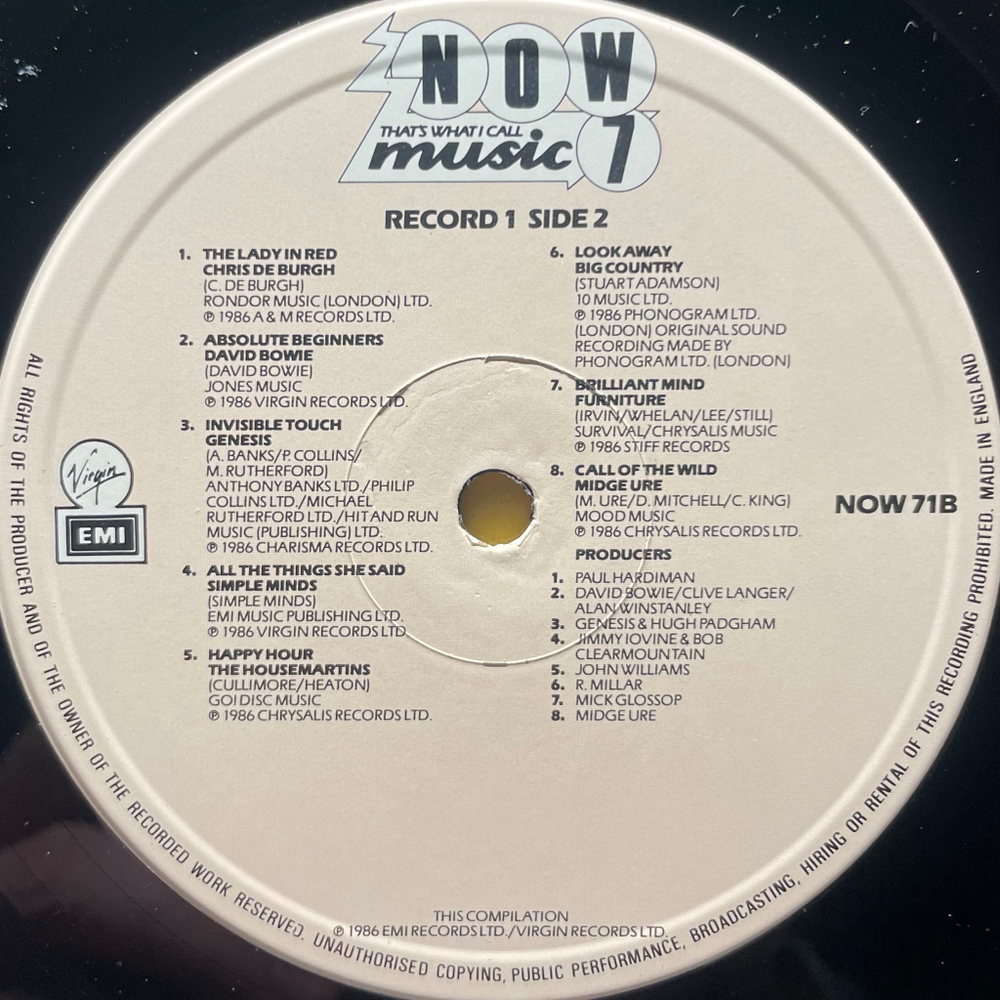 NOW
THAT'S WHAT I CALL
music 7
RECORD 1 SIDE 2
1. THE LADY IN RED
CHRIS DE BURGH
(C. DE BURGH)
RONDOR MUSIC (LONDON) LTD.
℗ 1986 A & M RECORDS LTD.
2. ABSOLUTE BEGINNERS
DAVID BOWIE
(DAVID BOWIE)
JONES MUSIC
℗ 1986 VIRGIN RECORDS LTD.
3. INVISIBLE TOUCH
GENESIS
(A. BANKS/P. COLLINS/
M. RUTHERFORD)
ANTHONY BANKS LTD./PHILIP
COLLINS LTD./MICHAEL
RUTHERFORD LTD./HIT AND RUN
MUSIC (PUBLISHING) LTD.
℗ 1986 CHARISMA RECORDS LTD.
4. ALL THE THINGS SHE SAID
SIMPLE MINDS
(SIMPLE MINDS)
EMI MUSIC PUBLISHING LTD.
℗ 1986 VIRGIN RECORDS LTD
5. HAPPY HOUR
THE HOUSEMARTINS
(CULLIMORE/HEATON)
GO! DISC MUSIC
℗ 1986 CHRYSALIS RECORDS LTD.
6. LOOK AWAY
BIG COUNTRY
(STUART ADAMSON)
10 MUSIC LTD.
℗ 1986 PHONOGRAM LTD.
(LONDON) ORIGINAL SOUND
RECORDING MADE BY
PHONOGRAM LTD. (LONDON)
7. BRILLIANT MIND
FURNITURE
(IRVIN/WHELAN/LEE/STILL)
SURVIVAL/CHRYSALIS MUSIC
℗ 1986 STIFF RECORDS
8. CALL OF THE WILD
MIDGE URE
(M. URE/D. MITCHELL/C. KING)
MOOD MUSIC
℗ 1986 CHRYSALIS RECORDS LTD.
PRODUCERS
1. PAUL HARDIMAN
2. DAVID BOWIE/CLIVE LANGER/
ALAN WINSTANLEY
3. GENESIS & HUGH PADGHAM
4. JIMMY IOVINE & BOB
CLEARMOUNTAIN
5. JOHN WILLIAMS
6. R. MILLAR
7. MICK GLOSSOP
8. MIDGE URE
Virgin
EMI
NOW 71B
THIS COMPILATION
℗ 1986 EMI RECORDS LTD./VIRGIN RECORDS LTD.
ALL RIGHTS OF THE PRODUCER AND OF THE OWNER OF THE RECORDED WORK RESERVED. UNAUTHORISED COPYING, PUBLIC PERFORMANCE, BROADCASTING, HIRING OR RENTAL OF THIS RECORDING PROHIBITED. MADE IN ENGLAND